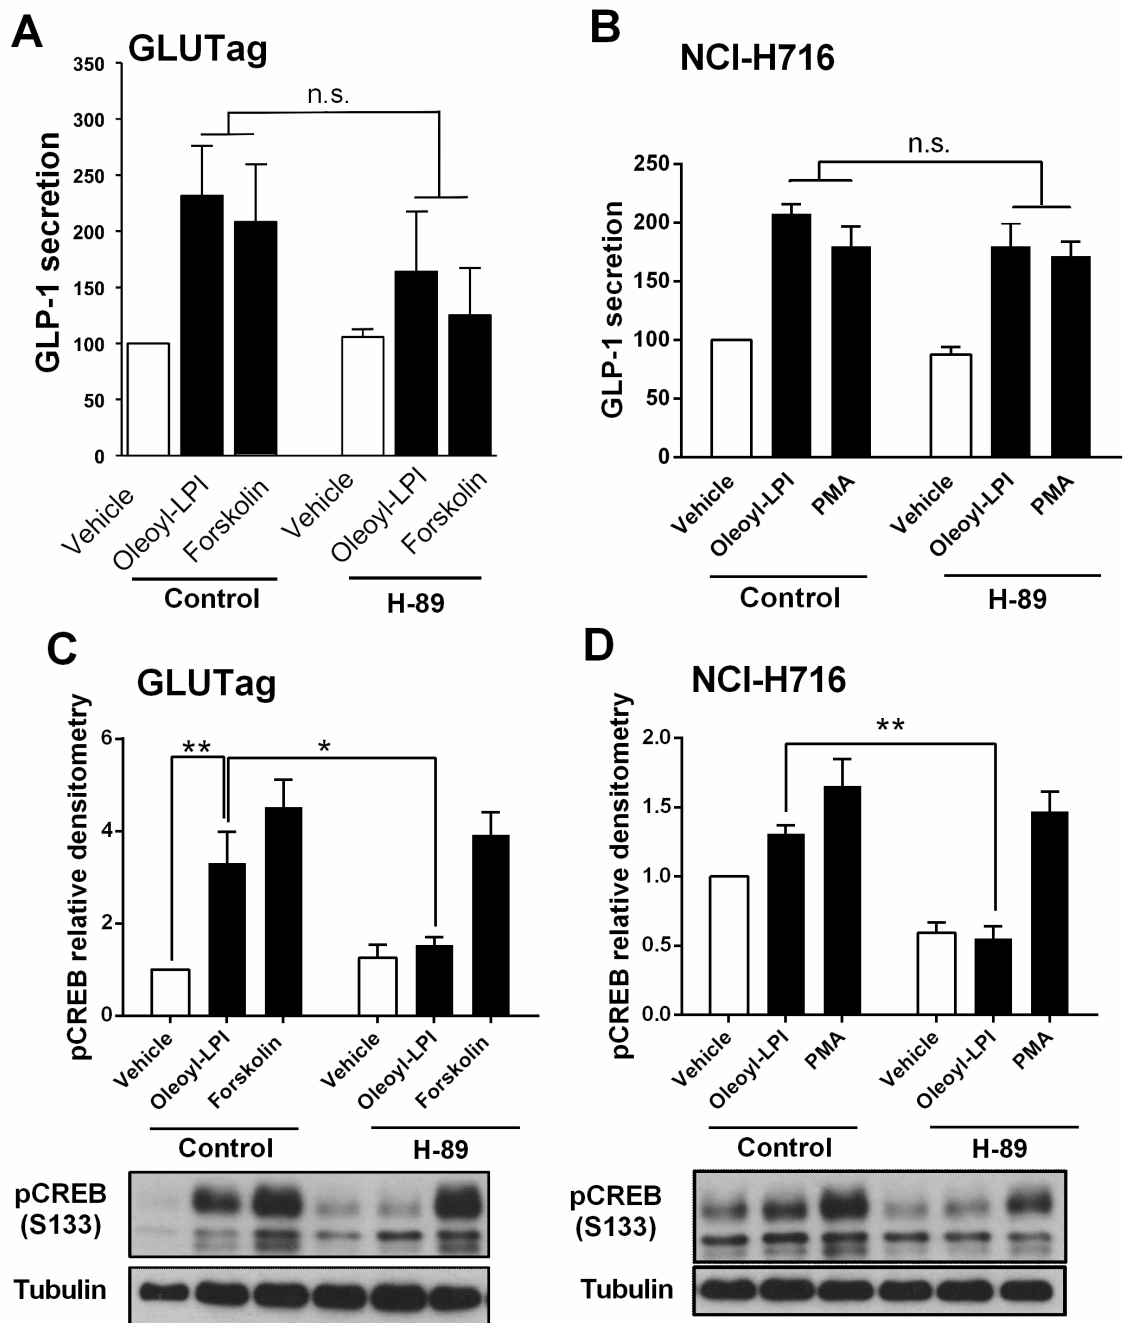 A
GLUTag
GLP-1 secretion
350
300
250
200
150
100
50
0
n.s.
Vehicle
Oleoyl-LPI
Forskolin
Vehicle
Oleoyl-LPI
Forskolin
Control
H-89
B
NCI-H716
GLP-1 secretion
250
200
150
100
50
0
n.s.
Vehicle
Oleoyl-LPI
PMA
Vehicle
Oleoyl-LPI
PMA
Control
H-89
C
GLUTag
pCREB relative densitometry
6
4
2
0
**
*
Vehicle
Oleoyl-LPI
Forskolin
Vehicle
Oleoyl-LPI
Forskolin
Control
H-89
pCREB
(S133)
Tubulin
D
NCI-H716
pCREB relative densitometry
2.0
1.5
1.0
0.5
0.0
**
Vehicle
Oleoyl-LPI
PMA
Vehicle
Oleoyl-LPI
PMA
Control
H-89
pCREB
(S133)
Tubulin